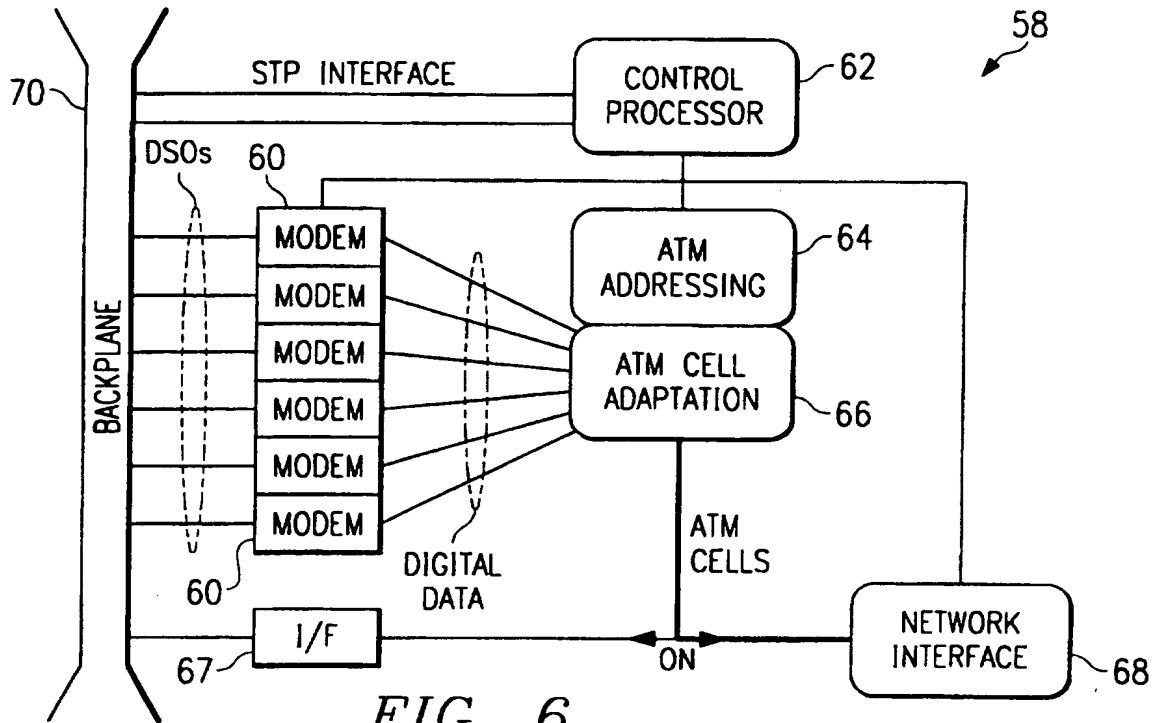 58
70
STP INTERFACE
CONTROL
PROCESSOR
62
DSOs
60
MODEM
MODEM
MODEM
MODEM
MODEM
MODEM
BACKPLANE
ATM
ADDRESSING
64
ATM CELL
ADAPTATION
66
60
DIGITAL
DATA
ATM
CELLS
I/F
67
ON
NETWORK
INTERFACE
68
FIG. 6